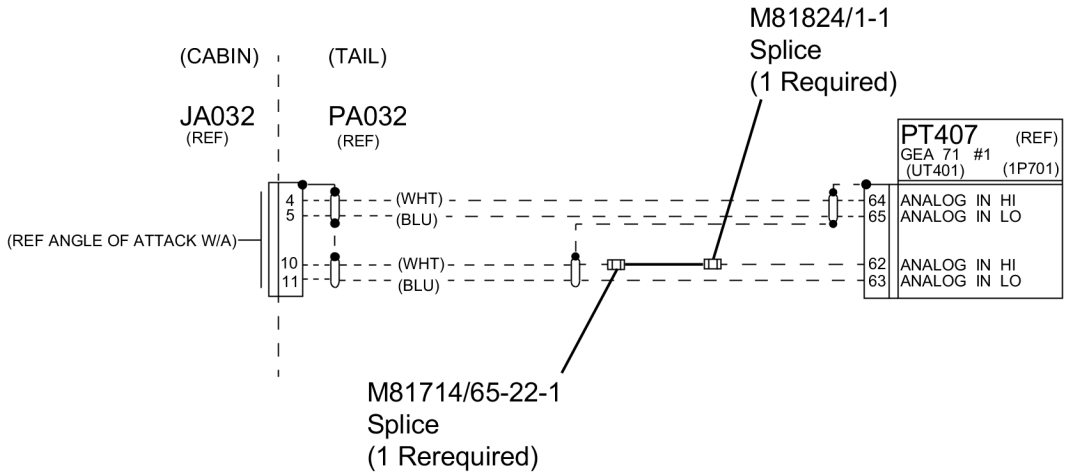 M81824/1-1
Splice
(1 Required)
(CABIN)
(TAIL)
JA032
(REF)
PA032
(REF)
PT407 (REF)
GEA 71 #1
(UT401) (1P701)
4 (WHT) 64 ANALOG IN HI
5 (BLU) 65 ANALOG IN LO
(REF ANGLE OF ATTACK W/A)
10 (WHT) 62 ANALOG IN HI
11 (BLU) 63 ANALOG IN LO
M81714/65-22-1
Splice
(1 Rerequired)